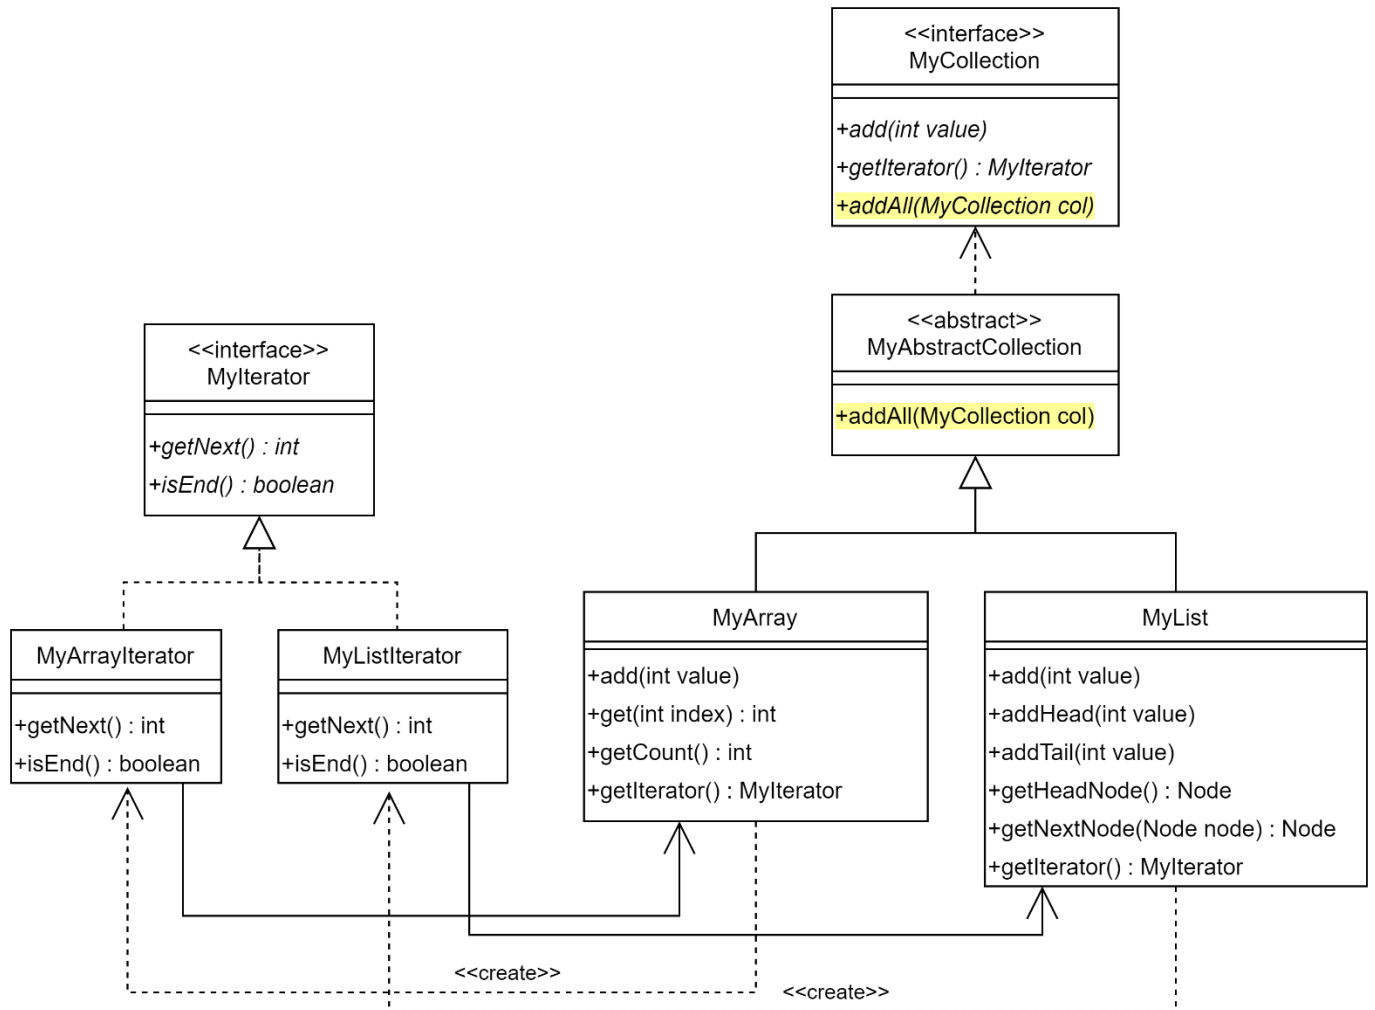 <<interface>>
MyCollection
+add(int value)
+getIterator() : MyIterator
+addAll(MyCollection col)
<<abstract>>
MyAbstractCollection
+addAll(MyCollection col)
<<interface>>
MyIterator
+getNext() : int
+isEnd() : boolean
MyArrayIterator
+getNext() : int
+isEnd() : boolean
MyListIterator
+getNext() : int
+isEnd() : boolean
MyArray
+add(int value)
+get(int index) : int
+getCount() : int
+getIterator() : MyIterator
MyList
+add(int value)
+addHead(int value)
+addTail(int value)
+getHeadNode() : Node
+getNextNode(Node node) : Node
+getIterator() : MyIterator
<<create>>
<<create>>